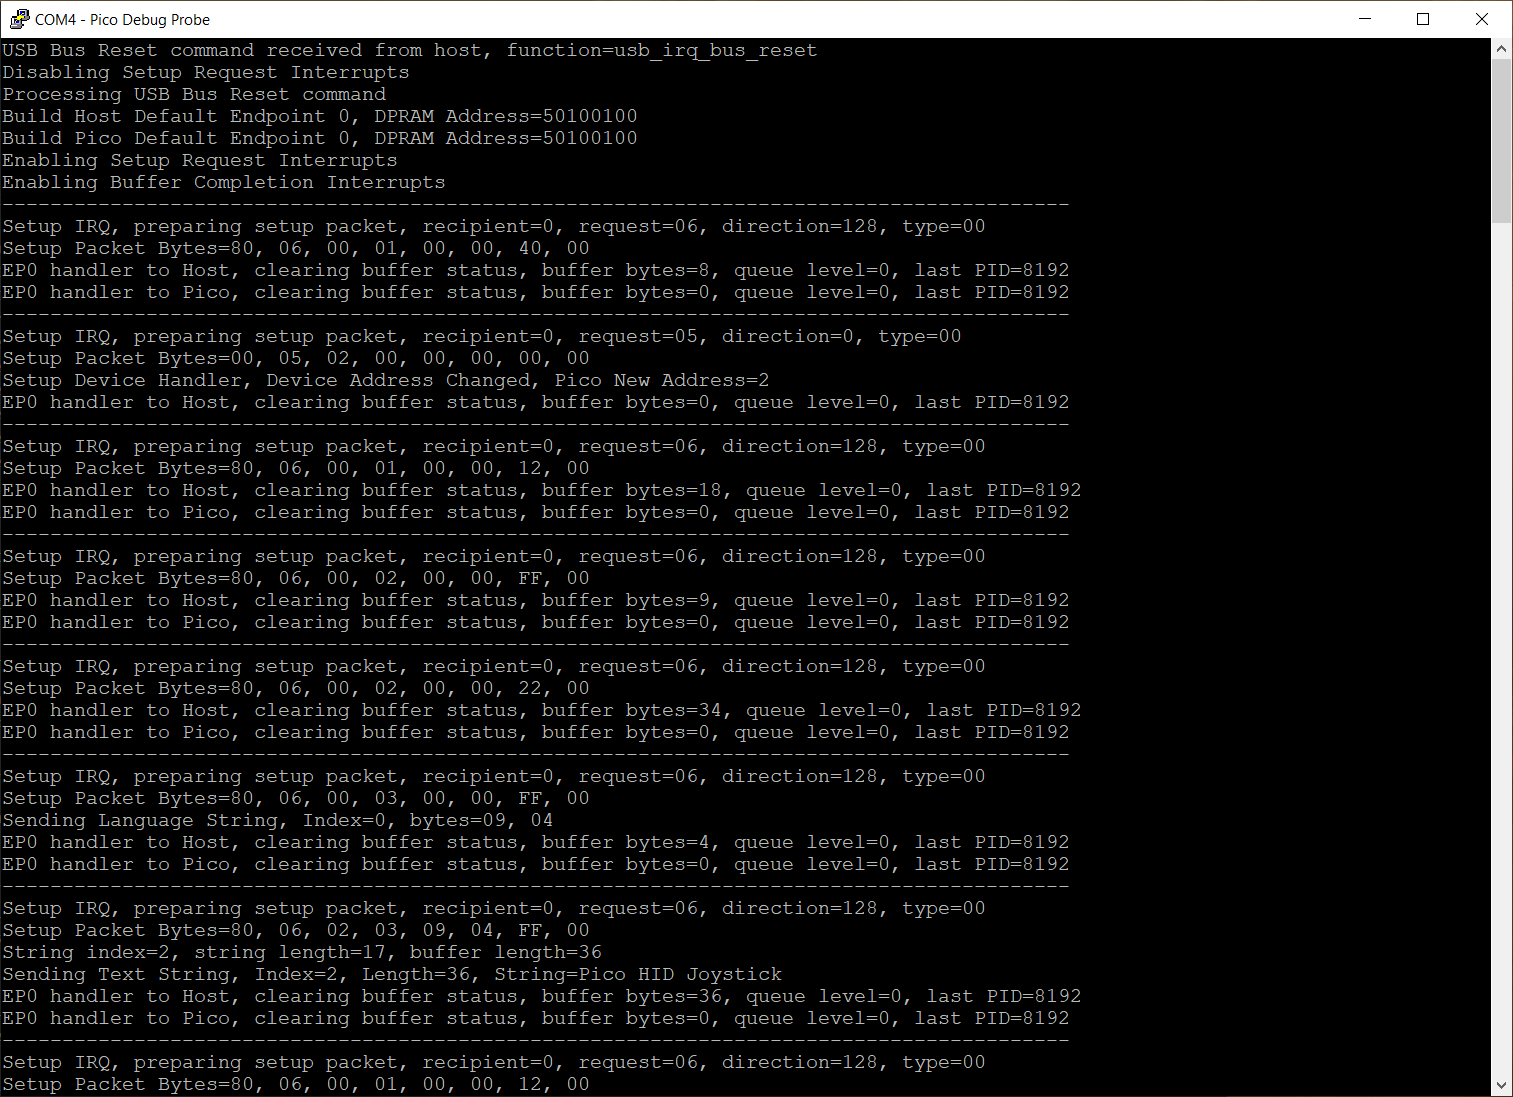 COM4 - Pico Debug Probe
USB Bus Reset command received from host, function=usb_irq_bus_reset
Disabling Setup Request Interrupts
Processing USB Bus Reset command
Build Host Default Endpoint 0, DPRAM Address=50100100
Build Pico Default Endpoint 0, DPRAM Address=50100100
Enabling Setup Request Interrupts
Enabling Buffer Completion Interrupts
-----------------------------------------------------------------------------------------
Setup IRQ, preparing setup packet, recipient=0, request=06, direction=128, type=00
Setup Packet Bytes=80, 06, 00, 01, 00, 00, 40, 00
EP0 handler to Host, clearing buffer status, buffer bytes=8, queue level=0, last PID=8192
EP0 handler to Pico, clearing buffer status, buffer bytes=0, queue level=0, last PID=8192
-----------------------------------------------------------------------------------------
Setup IRQ, preparing setup packet, recipient=0, request=05, direction=0, type=00
Setup Packet Bytes=00, 05, 02, 00, 00, 00, 00, 00
Setup Device Handler, Device Address Changed, Pico New Address=2
EP0 handler to Host, clearing buffer status, buffer bytes=0, queue level=0, last PID=8192
-----------------------------------------------------------------------------------------
Setup IRQ, preparing setup packet, recipient=0, request=06, direction=128, type=00
Setup Packet Bytes=80, 06, 00, 01, 00, 00, 12, 00
EP0 handler to Host, clearing buffer status, buffer bytes=18, queue level=0, last PID=8192
EP0 handler to Pico, clearing buffer status, buffer bytes=0, queue level=0, last PID=8192
-----------------------------------------------------------------------------------------
Setup IRQ, preparing setup packet, recipient=0, request=06, direction=128, type=00
Setup Packet Bytes=80, 06, 00, 02, 00, 00, FF, 00
EP0 handler to Host, clearing buffer status, buffer bytes=9, queue level=0, last PID=8192
EP0 handler to Pico, clearing buffer status, buffer bytes=0, queue level=0, last PID=8192
-----------------------------------------------------------------------------------------
Setup IRQ, preparing setup packet, recipient=0, request=06, direction=128, type=00
Setup Packet Bytes=80, 06, 00, 02, 00, 00, 22, 00
EP0 handler to Host, clearing buffer status, buffer bytes=34, queue level=0, last PID=8192
EP0 handler to Pico, clearing buffer status, buffer bytes=0, queue level=0, last PID=8192
-----------------------------------------------------------------------------------------
Setup IRQ, preparing setup packet, recipient=0, request=06, direction=128, type=00
Setup Packet Bytes=80, 06, 00, 03, 00, 00, FF, 00
Sending Language String, Index=0, bytes=09, 04
EP0 handler to Host, clearing buffer status, buffer bytes=4, queue level=0, last PID=8192
EP0 handler to Pico, clearing buffer status, buffer bytes=0, queue level=0, last PID=8192
-----------------------------------------------------------------------------------------
Setup IRQ, preparing setup packet, recipient=0, request=06, direction=128, type=00
Setup Packet Bytes=80, 06, 02, 03, 09, 04, FF, 00
String index=2, string length=17, buffer length=36
Sending Text String, Index=2, Length=36, String=Pico HID Joystick
EP0 handler to Host, clearing buffer status, buffer bytes=36, queue level=0, last PID=8192
EP0 handler to Pico, clearing buffer status, buffer bytes=0, queue level=0, last PID=8192
-----------------------------------------------------------------------------------------
Setup IRQ, preparing setup packet, recipient=0, request=06, direction=128, type=00
Setup Packet Bytes=80, 06, 00, 01, 00, 00, 12, 00